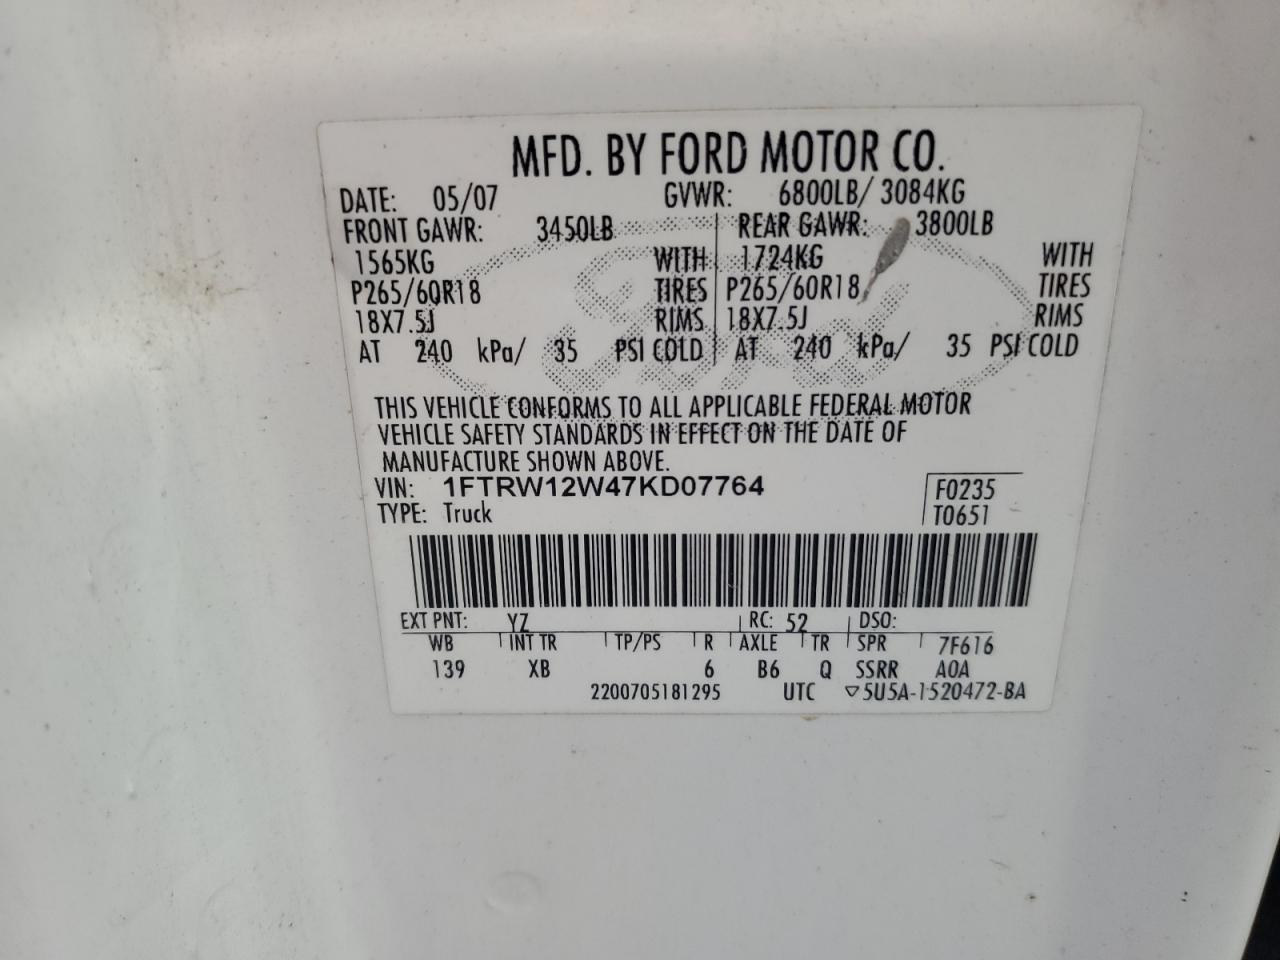 MFD. BY FORD MOTOR CO.
DATE: 05/07 GVWR: 6800LB/ 3084KG
FRONT GAWR: 3450LB REAR GAWR: 3800LB
1565KG WITH 1724KG WITH
P265/60R18 TIRES P265/60R18 TIRES
18X7.5J RIMS 18X7.5J RIMS
AT 240 kPa/ 35 PSI COLD AT 240 kPa/ 35 PSI COLD
THIS VEHICLE CONFORMS TO ALL APPLICABLE FEDERAL MOTOR
VEHICLE SAFETY STANDARDS IN EFFECT ON THE DATE OF
MANUFACTURE SHOWN ABOVE.
VIN: 1FTRW12W47KD07764 F0235
TYPE: Truck T0651
EXT PNT: YZ RC: 52 DSO:
WB INT TR TP/PS R AXLE TR SPR 7F616
139 XB 6 B6 Q SSRR A0A
2200705181295 UTC ▽5U5A-1520472-BA
Ford